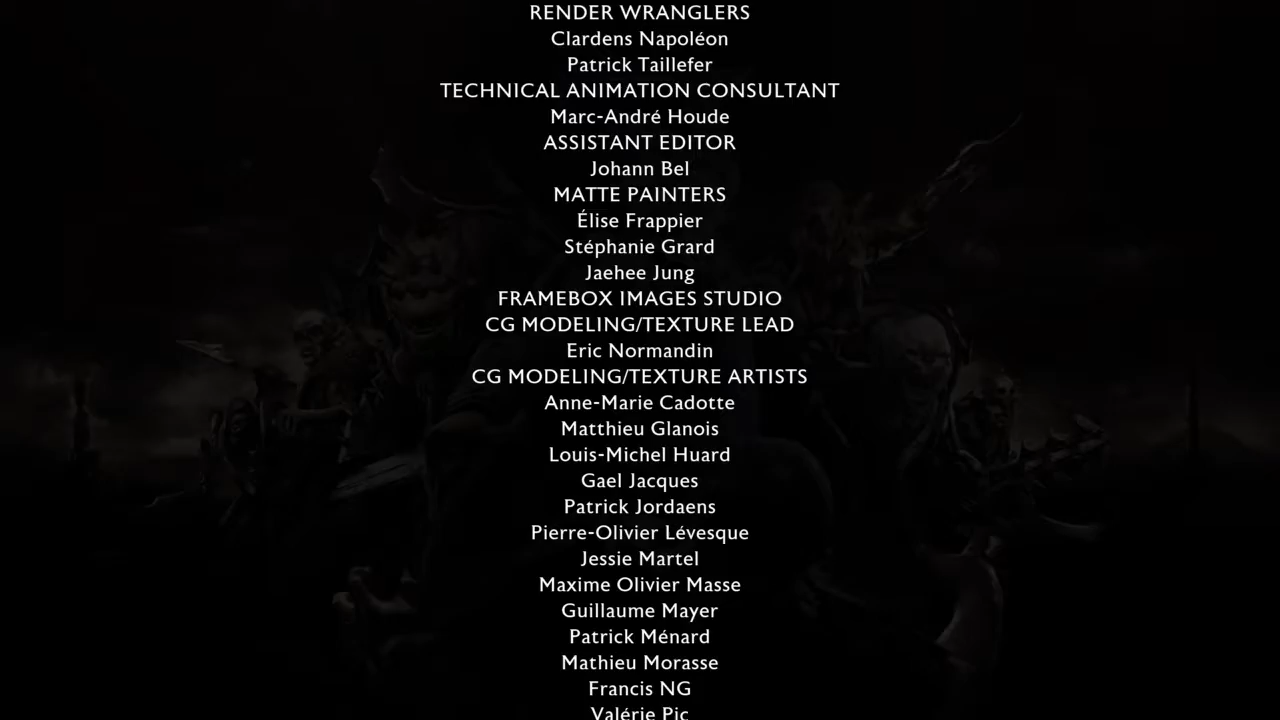 RENDER WRANGLERS
Clardens Napoléon
Patrick Taillefer
TECHNICAL ANIMATION CONSULTANT
Marc-André Houde
ASSISTANT EDITOR
Johann Bel
MATTE PAINTERS
Élise Frappier
Stéphanie Grard
Jaehee Jung
FRAMEBOX IMAGES STUDIO
CG MODELING/TEXTURE LEAD
Eric Normandin
CG MODELING/TEXTURE ARTISTS
Anne-Marie Cadotte
Matthieu Glanois
Louis-Michel Huard
Gael Jacques
Patrick Jordaens
Pierre-Olivier Lévesque
Jessie Martel
Maxime Olivier Masse
Guillaume Mayer
Patrick Ménard
Mathieu Morasse
Francis NG
Valérie Pic